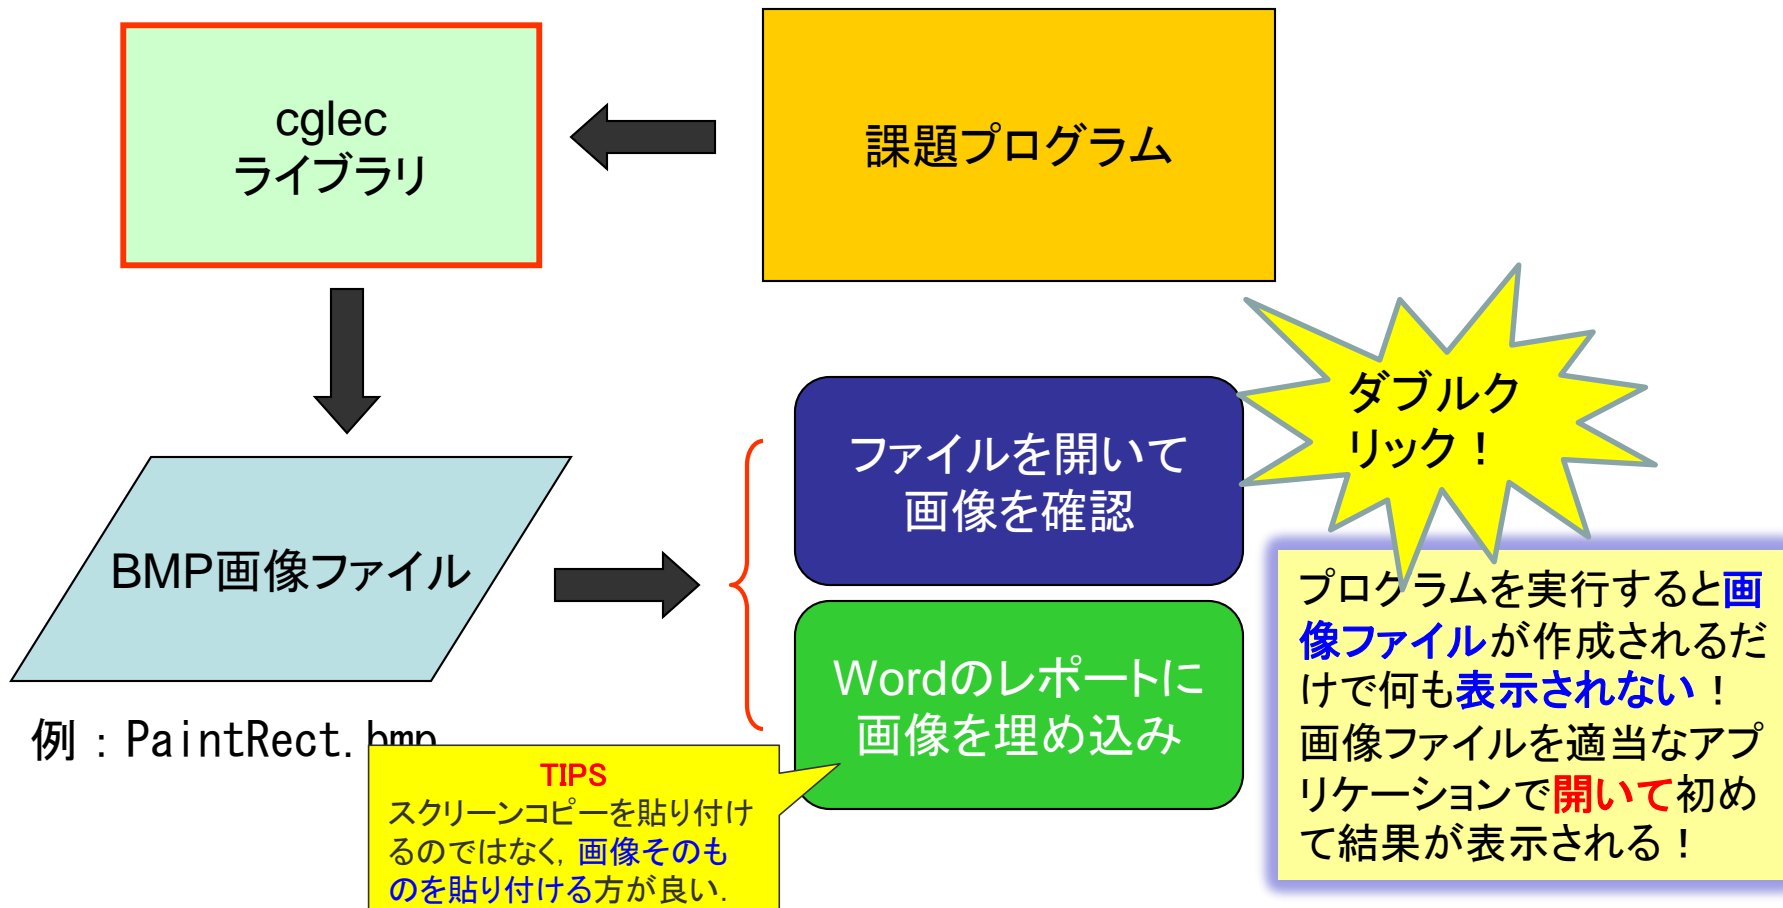 cglec
ライブラリ
課題プログラム
ダブルク
リック！
ファイルを開いて
画像を確認
BMP画像ファイル
Wordのレポートに
画像を埋め込み
例：PaintRect.bmp
TIPS
スクリーンコピーを貼り付け
るのではなく，画像そのも
のを貼り付ける方が良い．
プログラムを実行すると画
像ファイルが作成されるだ
けで何も表示されない！
画像ファイルを適当なアプ
リケーションで開いて初め
て結果が表示される！